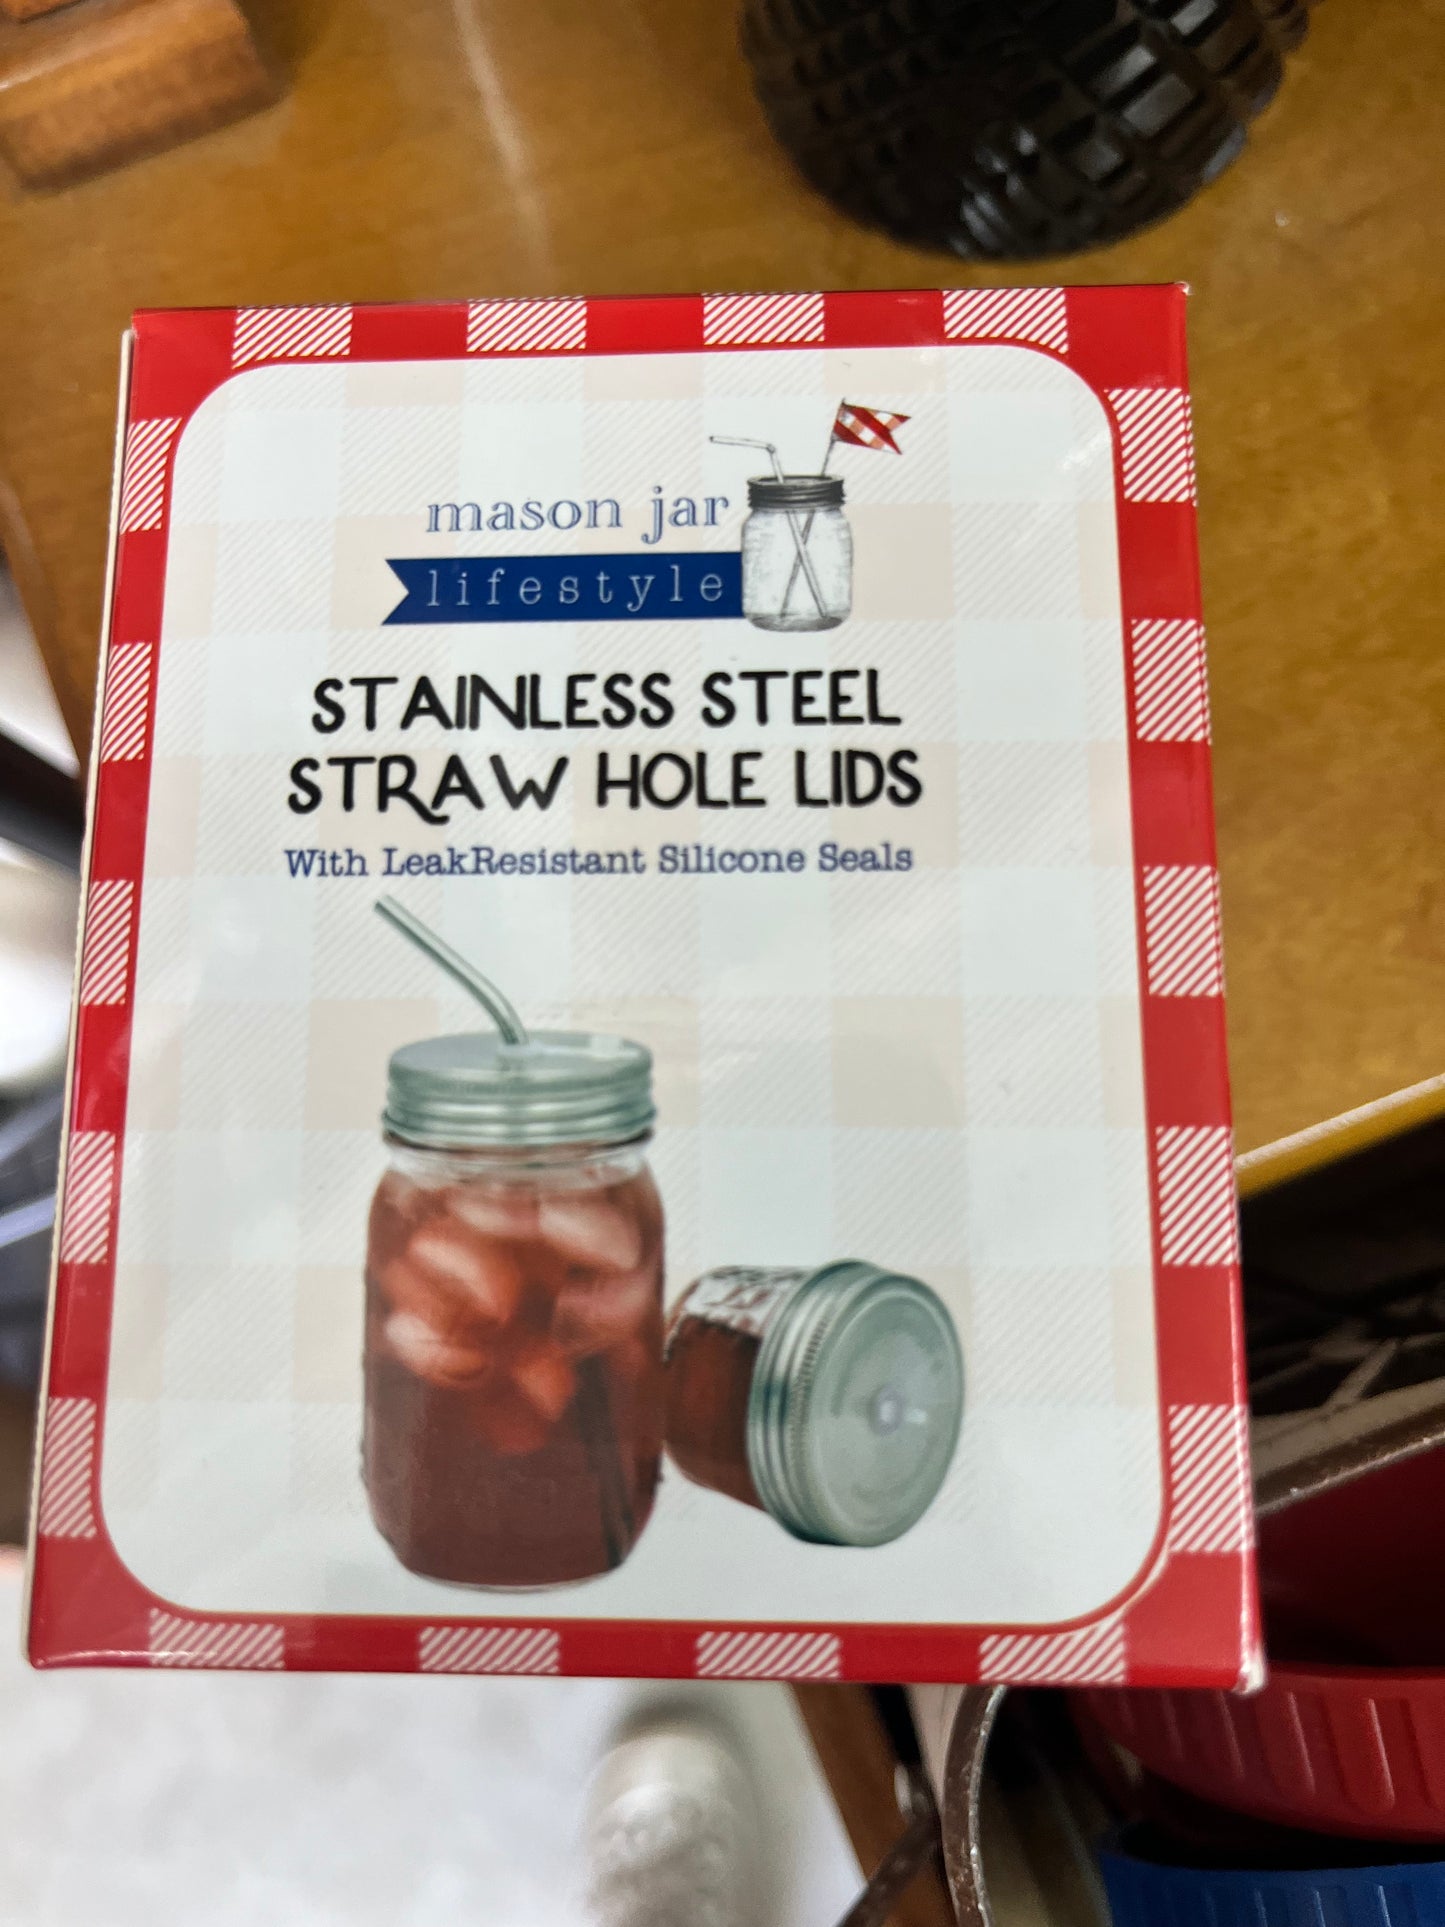 mason jar
lifestyle
STAINLESS STEEL
STRAW HOLE LIDS
With LeakResistant Silicone Seals